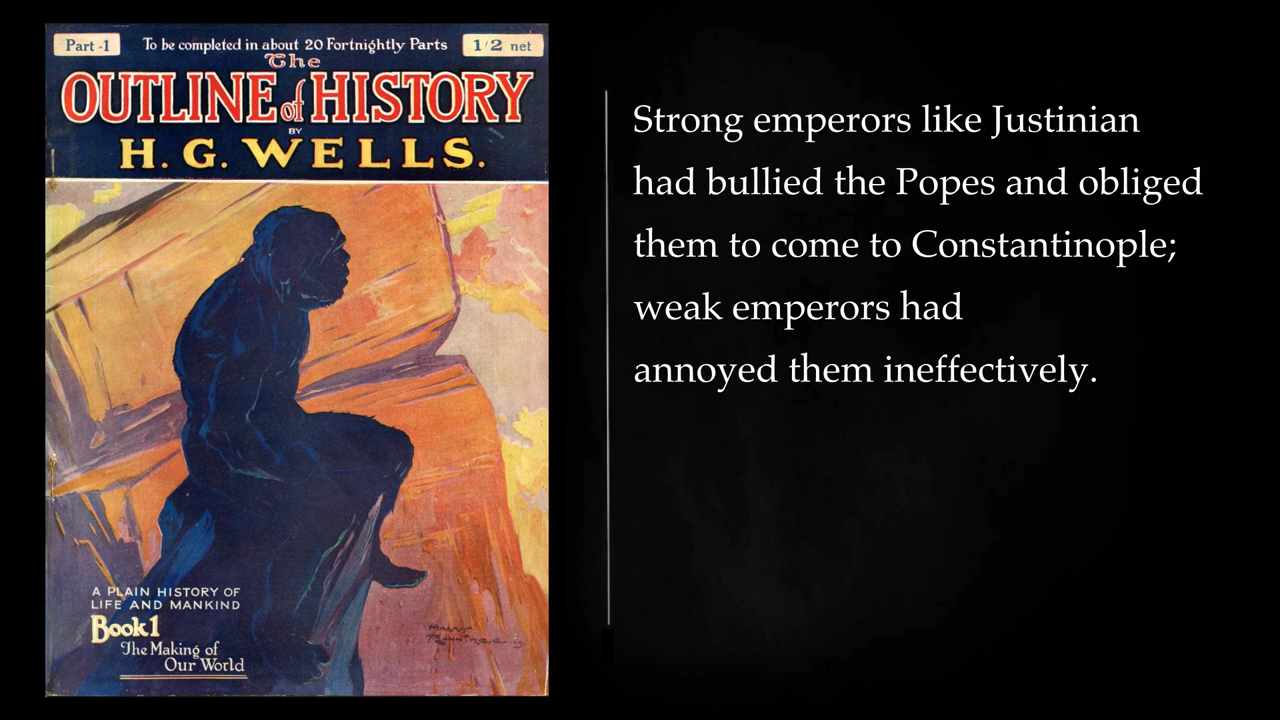 Part -1
To be completed in about 20 Fortnightly Parts
1/2 net
The
OUTLINE of HISTORY
BY
H. G. WELLS.
Strong emperors like Justinian
had bullied the Popes and obliged
them to come to Constantinople;
weak emperors had
annoyed them ineffectively.
A PLAIN HISTORY OF
LIFE AND MANKIND
Book 1
The Making of
Our World